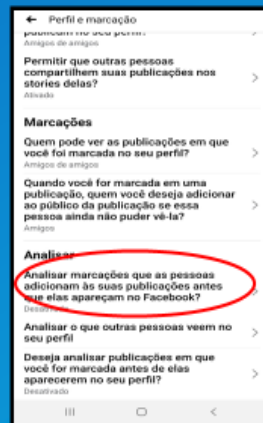 Perfil e marcação
publicam no seu perfil?
Amigos de amigos
Permitir que outras pessoas
compartilhem suas publicações nos
stories delas?
Ativado
Marcações
Quem pode ver as publicações em que
você foi marcada no seu perfil?
Amigos de amigos
Quando você for marcada em uma
publicação, quem você deseja adicionar
ao público da publicação se essa
pessoa ainda não puder vê-la?
Amigos
Analisar
Analisar marcações que as pessoas
adicionam às suas publicações antes
que elas apareçam no Facebook?
Desativado
Analisar o que outras pessoas veem no
seu perfil
Deseja analisar publicações em que
você for marcada antes de elas
aparecerem no seu perfil?
Desativado